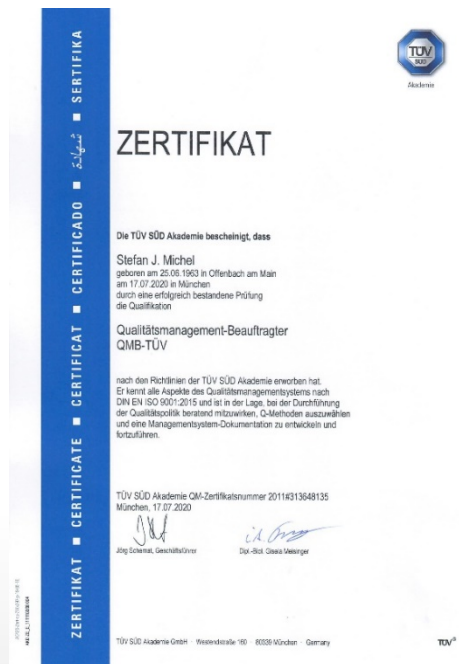 TÜV
SÜD
Akademie
ZERTIFIKAT ■ CERTIFICATE ■ CERTIFICAT ■ CERTIFICADO ■ شهادة ■ SERTIFIKA
ZERTIFIKAT
Die TÜV SÜD Akademie bescheinigt, dass
Stefan J. Michel
geboren am 25.06.1963 in Offenbach am Main
am 17.07.2020 in München
durch eine erfolgreich bestandene Prüfung
die Qualifikation
Qualitätsmanagement-Beauftragter
QMB-TÜV
nach den Richtlinien der TÜV SÜD Akademie erworben hat.
Er kennt alle Aspekte des Qualitätsmanagementsystems nach
DIN EN ISO 9001:2015 und ist in der Lage, bei der Durchführung
der Qualitätspolitik beratend mitzuwirken, Q-Methoden auszuwählen
und eine Managementsystem-Dokumentation zu entwickeln und
fortzuführen.
TÜV SÜD Akademie QM-Zertifikatsnummer 2011#313648135
München, 17.07.2020
Jörg Schemat, Geschäftsführer
Dipl.-Biol. Gisela Meisinger
TÜV SÜD Akademie GmbH · Westendstraße 160 · 80339 München · Germany
TÜV®